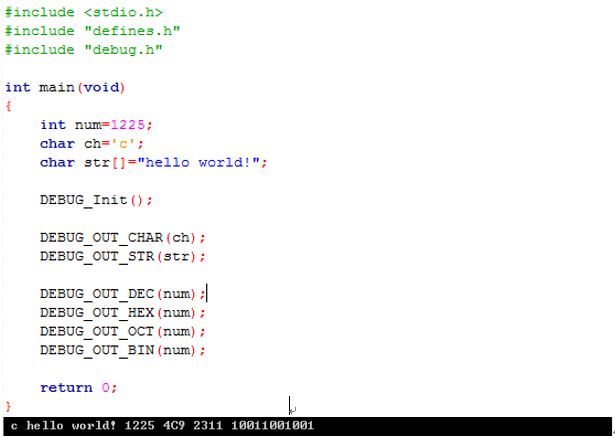 #include <stdio.h>
#include "defines.h"
#include "debug.h"
int main(void)
{
int num=1225;
char ch='c';
char str[]="hello world!";
DEBUG_Init();
DEBUG_OUT_CHAR(ch);
DEBUG_OUT_STR(str);
DEBUG_OUT_DEC(num);
DEBUG_OUT_HEX(num);
DEBUG_OUT_OCT(num);
DEBUG_OUT_BIN(num);
return 0;
}
c hello world! 1225 4C9 2311 10011001001